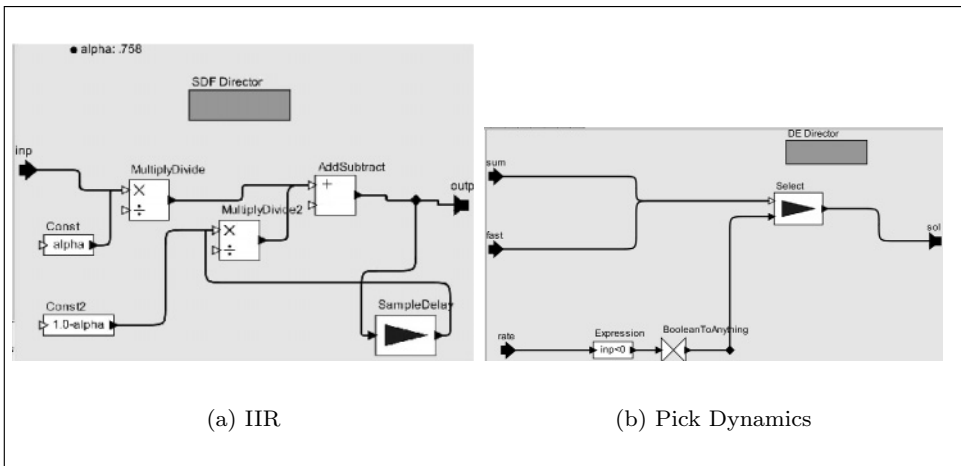 alpha: .758
SDF Director
inp
MultiplyDivide
×
÷
AddSubtract
+
outp
MultiplyDivide2
×
÷
Const
alpha
Const2
1.0-alpha
SampleDelay
(a) IIR
DE Director
sum
Select
fast
sol
rate
Expression
inp<0
BooleanToAnything
(b) Pick Dynamics